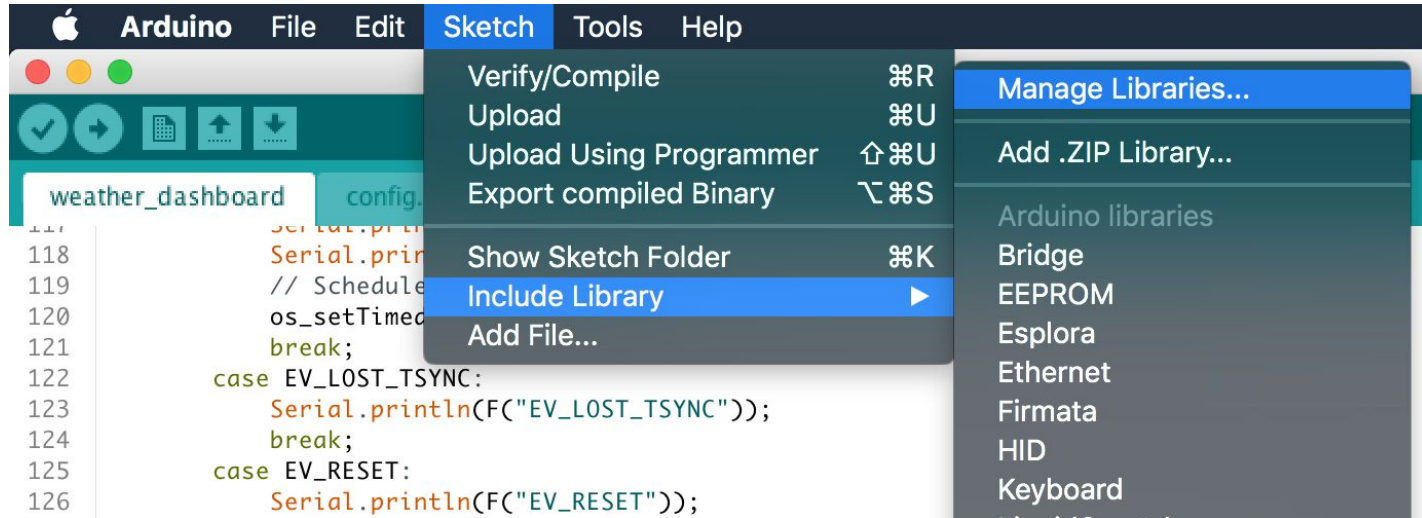 Arduino File Edit Sketch Tools Help
Verify/Compile ⌘R
Upload ⌘U
Upload Using Programmer ⇧⌘U
Export compiled Binary ⌥⌘S
Show Sketch Folder ⌘K
Include Library ▶
Add File...
Manage Libraries...
Add .ZIP Library...
Arduino libraries
Bridge
EEPROM
Esplora
Ethernet
Firmata
HID
Keyboard
weather_dashboard config.
117 Serial.prin
118 Serial.prin
119 // Schedule
120 os_setTimed
121 break;
122 case EV_LOST_TSYNC:
123 Serial.println(F("EV_LOST_TSYNC"));
124 break;
125 case EV_RESET:
126 Serial.println(F("EV_RESET"));